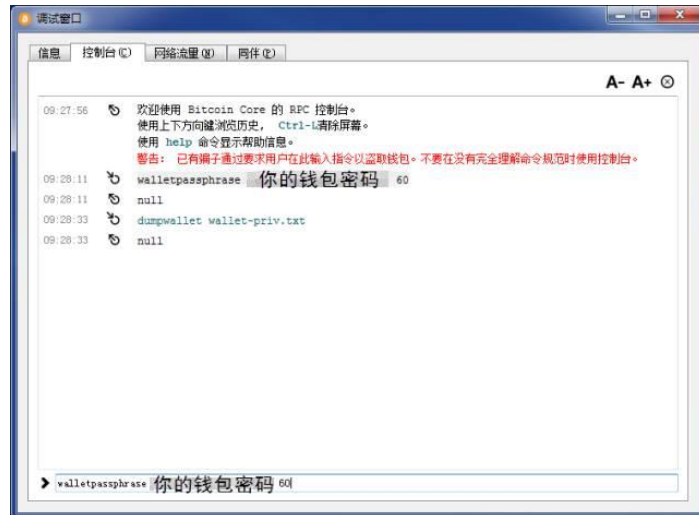 调试窗口
信息 控制台(C) 网络流量(N) 同伴(P)
A- A+
09:27:56 欢迎使用 Bitcoin Core 的 RPC 控制台。
使用上下方向键浏览历史, Ctrl-L清除屏幕。
使用 help 命令显示帮助信息。
警告: 已有骗子通过要求用户在此输入指令以盗取钱包。不要在没有完全理解命令规范时使用控制台。
09:28:11 walletpassphrase 你的钱包密码 60
09:28:11 null
09:28:33 dumpwallet wallet-priv.txt
09:28:33 null
walletpassphrase 你的钱包密码 60